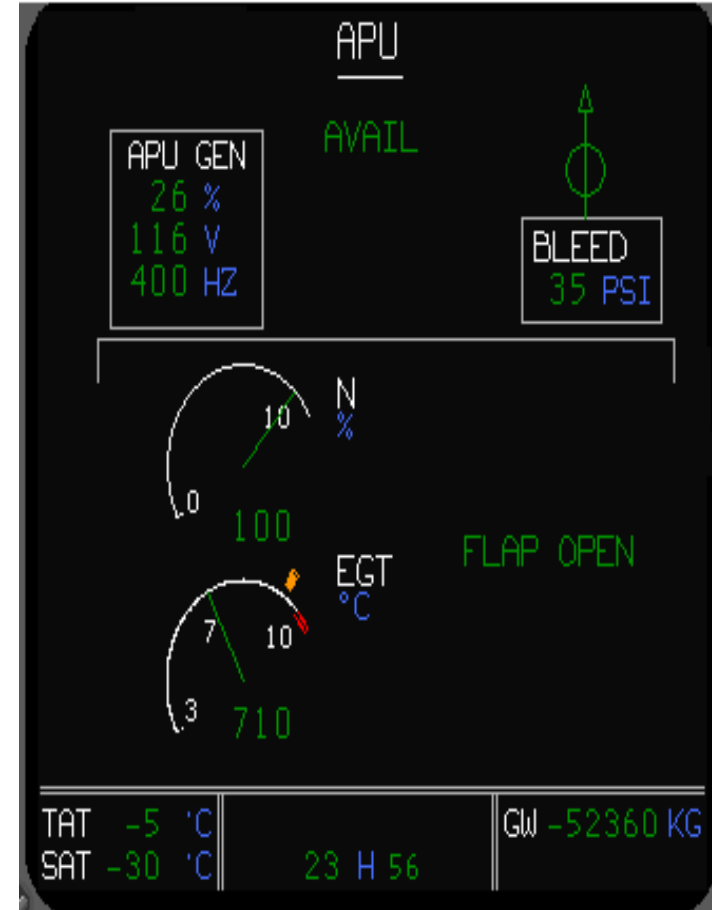 APU
AVAIL
APU GEN
26 %
116 V
400 HZ
BLEED
35 PSI
10
N
%
0
100
FLAP OPEN
EGT
°C
7
10
3
710
TAT -5 °C
SAT -30 °C
23 H 56
GW -52360 KG